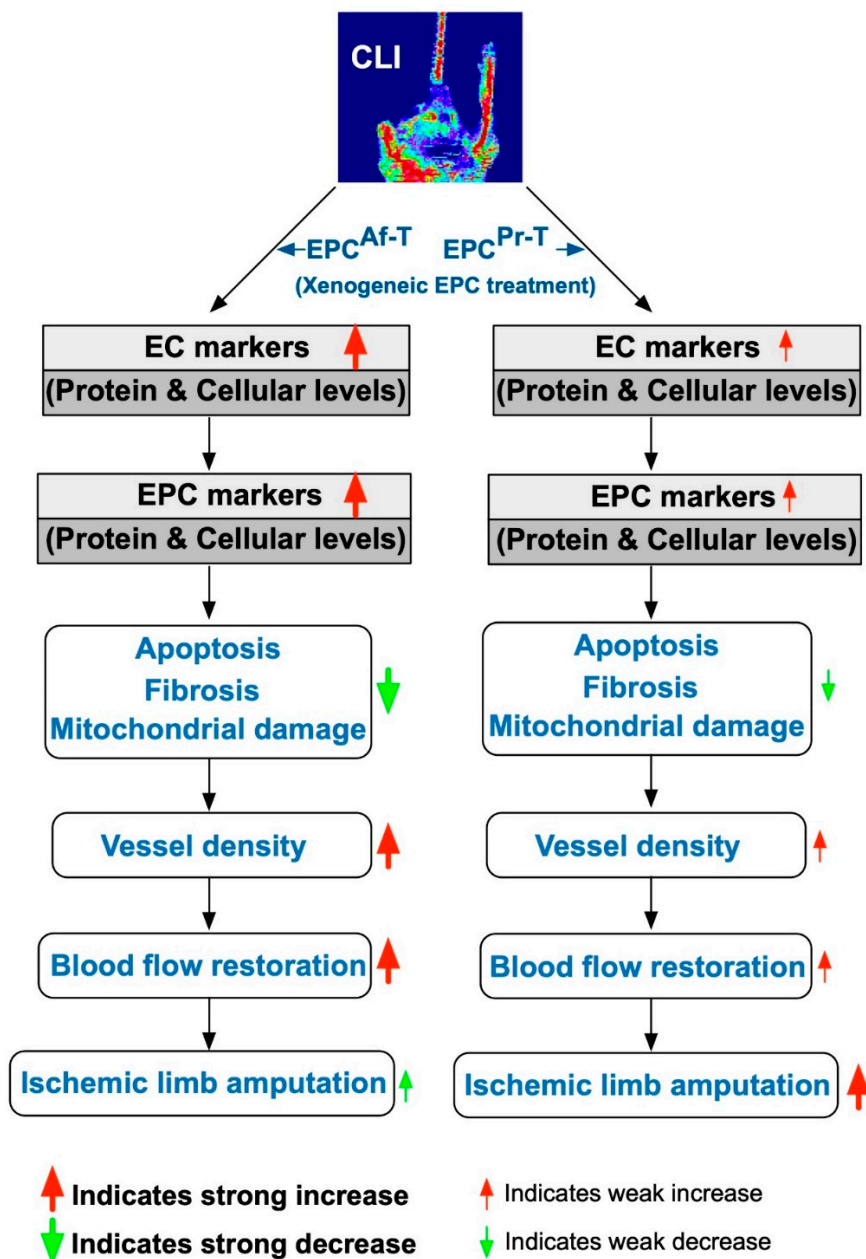 CLI
EPCAf-T EPCPr-T
(Xenogeneic EPC treatment)
EC markers
(Protein & Cellular levels)
EPC markers
(Protein & Cellular levels)
Apoptosis
Fibrosis
Mitochondrial damage
Vessel density
Blood flow restoration
Ischemic limb amputation
EC markers
(Protein & Cellular levels)
EPC markers
(Protein & Cellular levels)
Apoptosis
Fibrosis
Mitochondrial damage
Vessel density
Blood flow restoration
Ischemic limb amputation
Indicates strong increase
Indicates strong decrease
Indicates weak increase
Indicates weak decrease